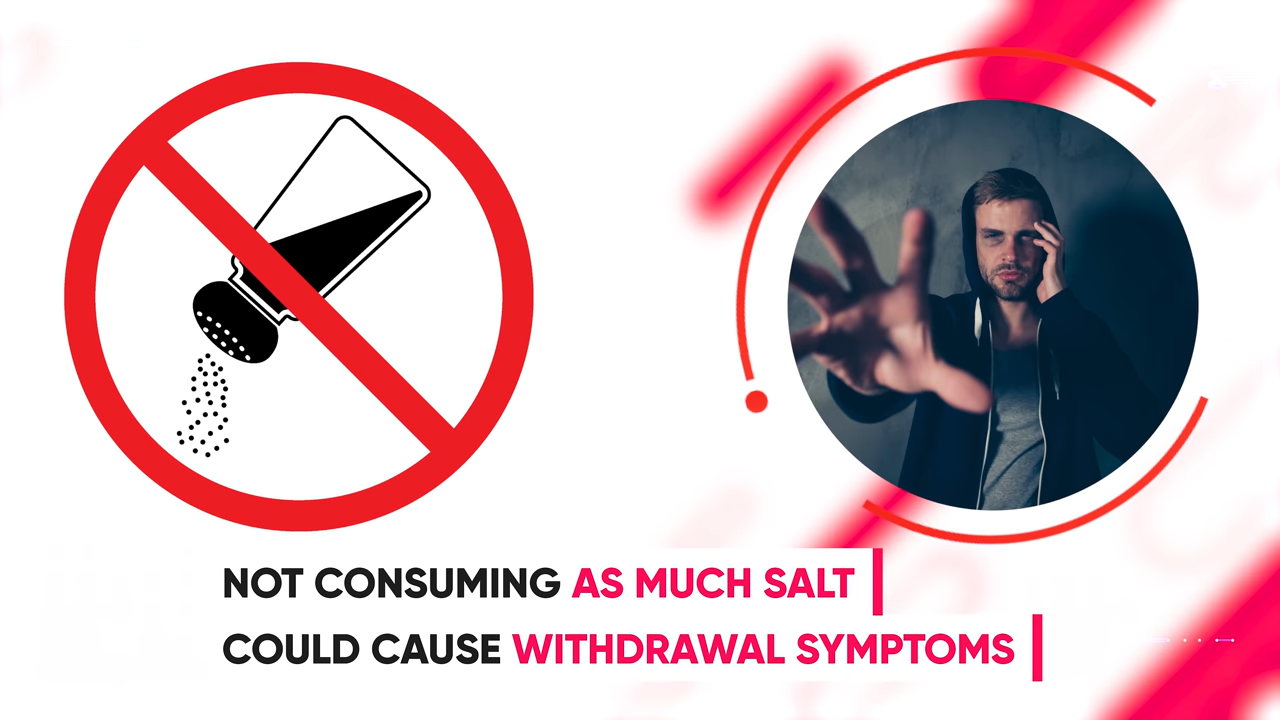 NOT CONSUMING AS MUCH SALT
COULD CAUSE WITHDRAWAL SYMPTOMS